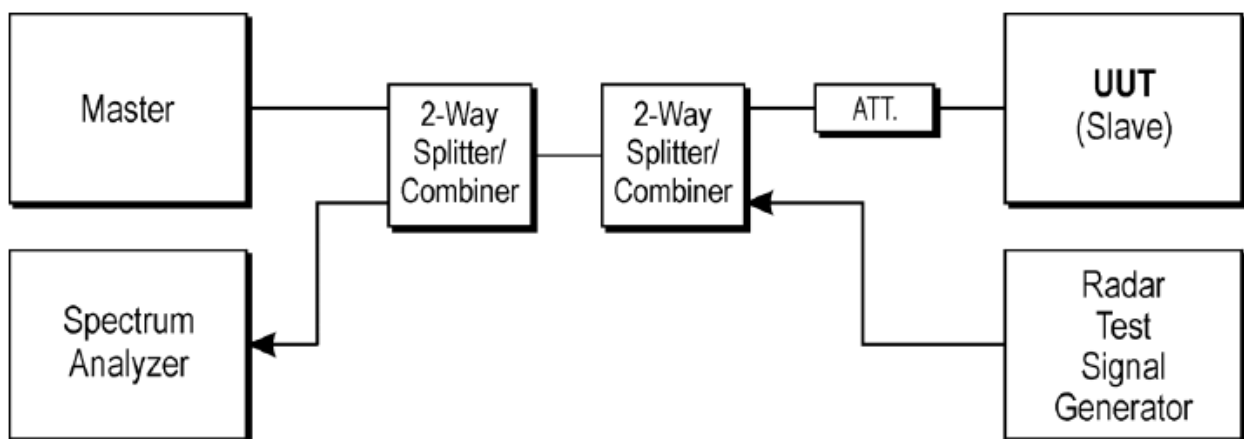 Master
2-Way
Splitter/
Combiner
2-Way
Splitter/
Combiner
ATT.
UUT
(Slave)
Spectrum
Analyzer
Radar
Test
Signal
Generator